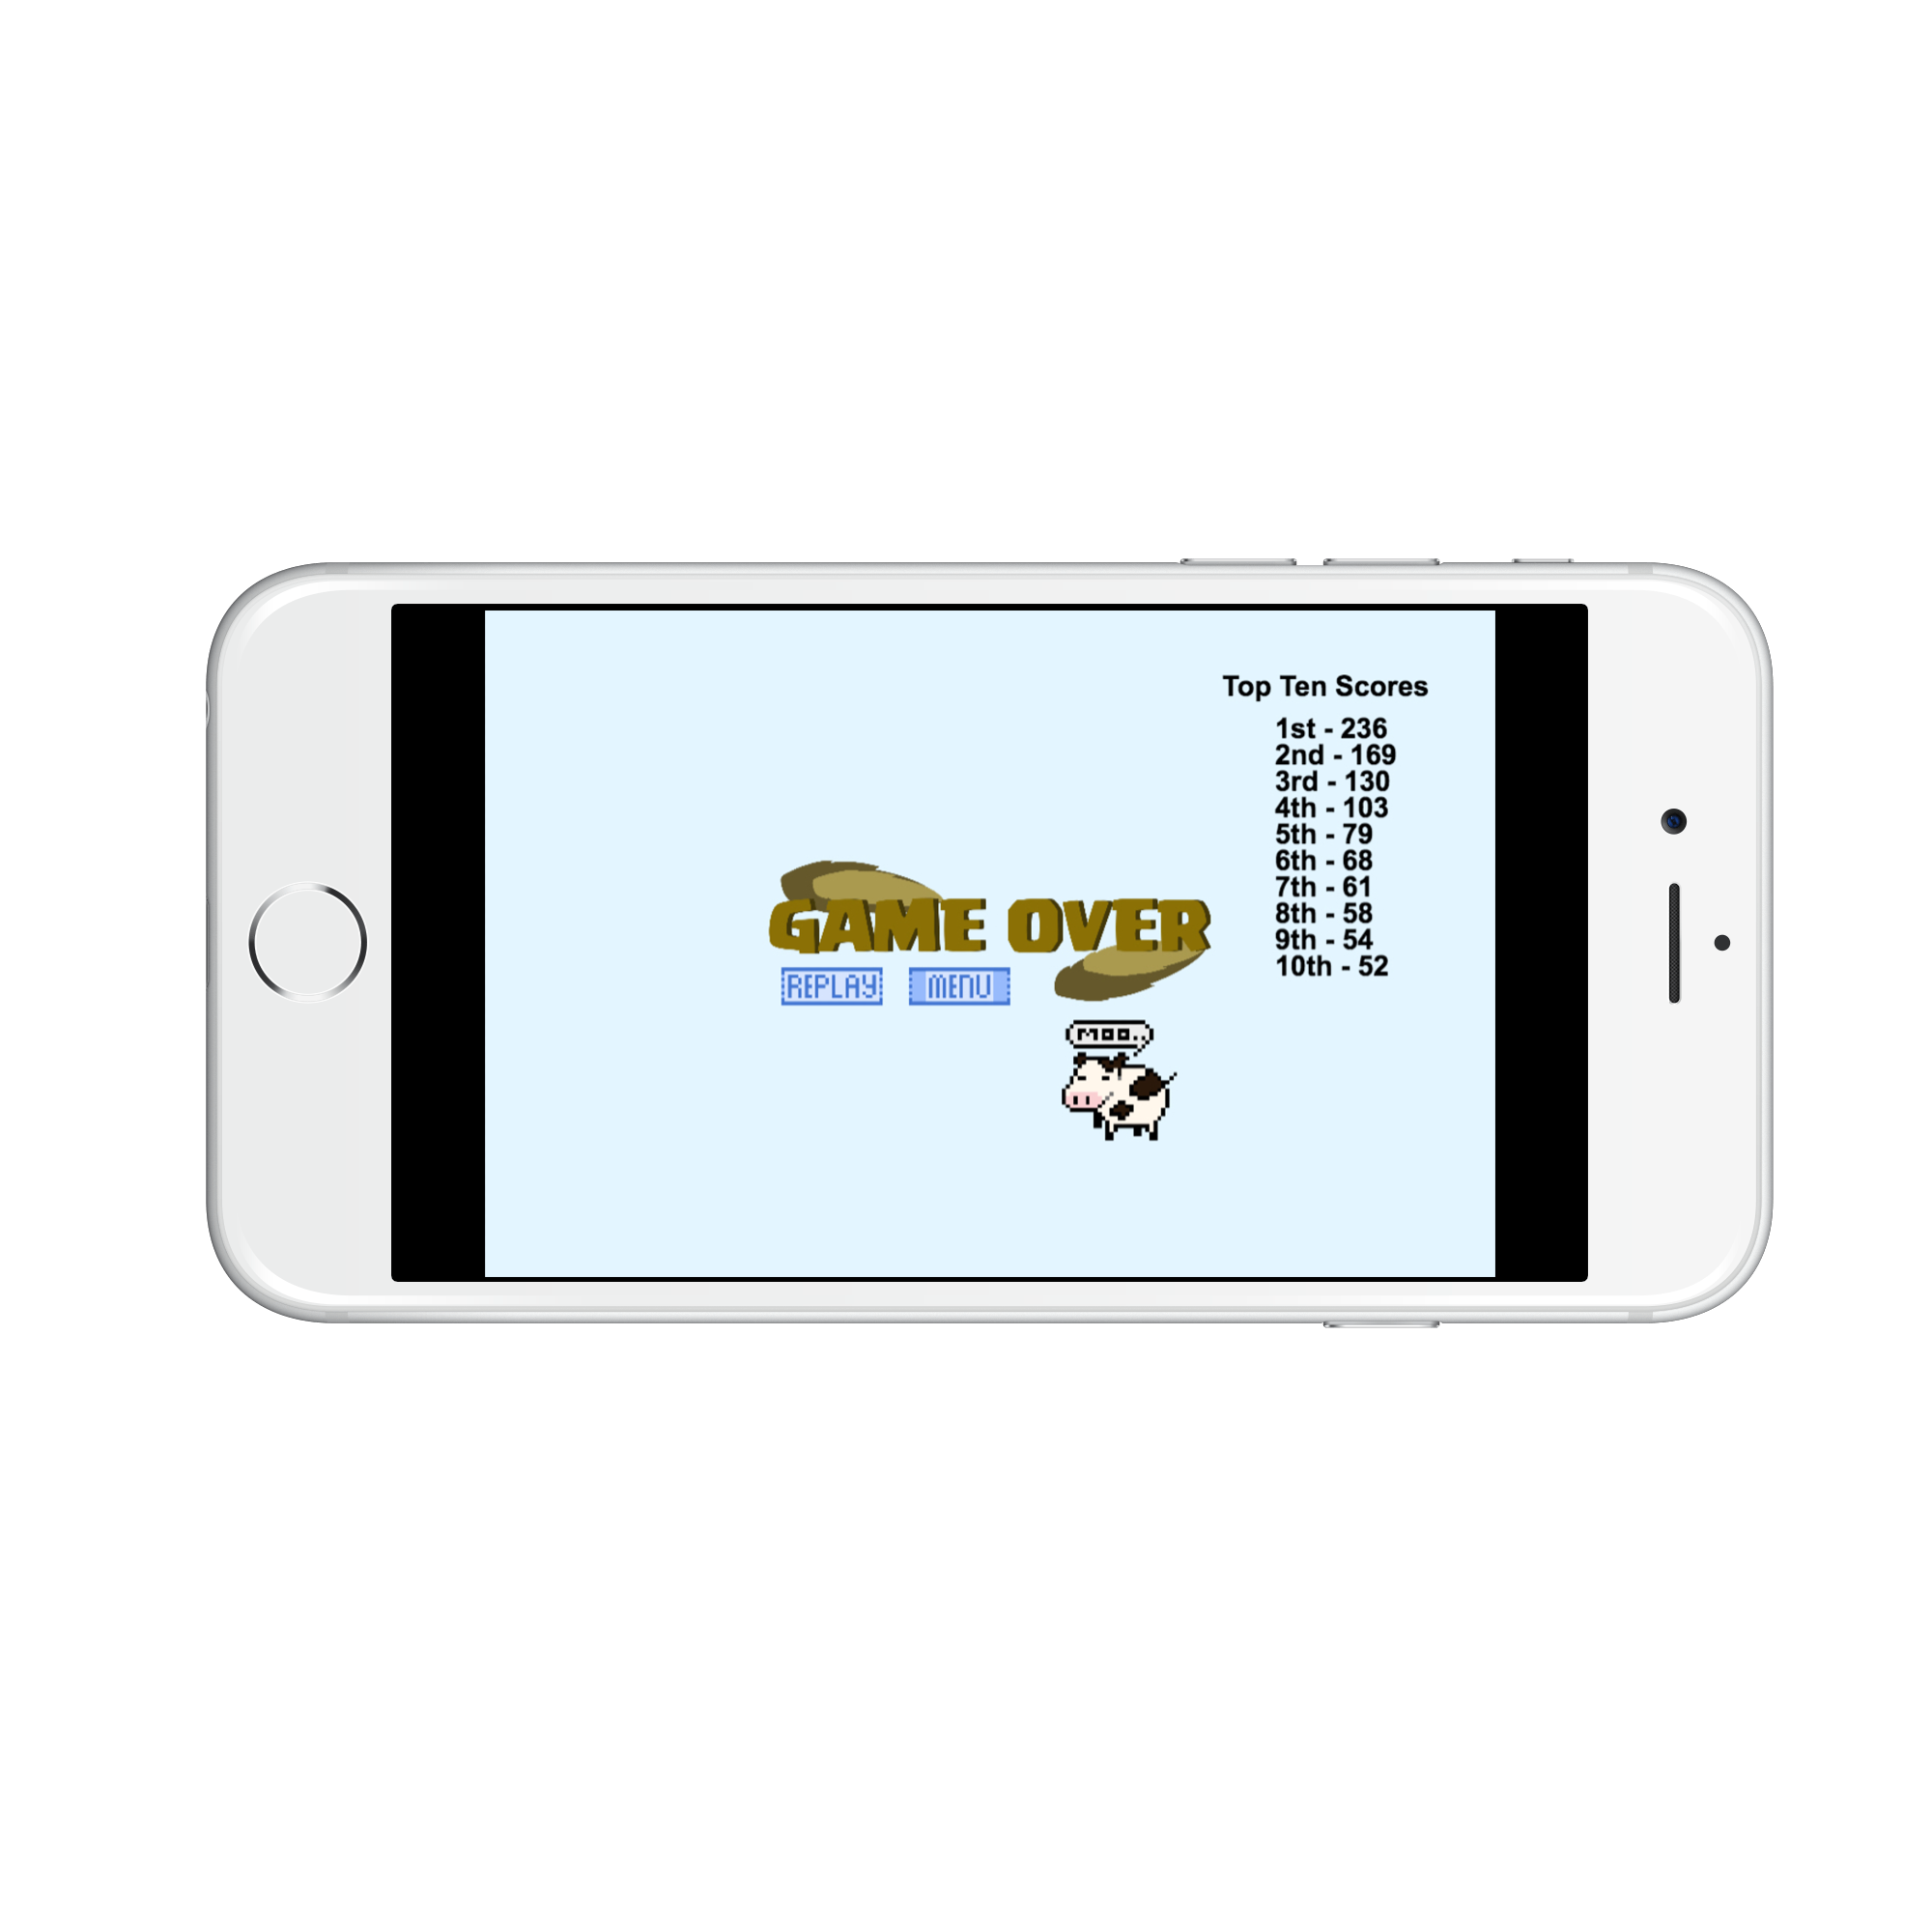 Top Ten Scores
1st - 236
2nd - 169
3rd - 130
4th - 103
5th - 79
6th - 68
7th - 61
8th - 58
9th - 54
10th - 52
GAME OVER
REPLAY MENU
MOO..